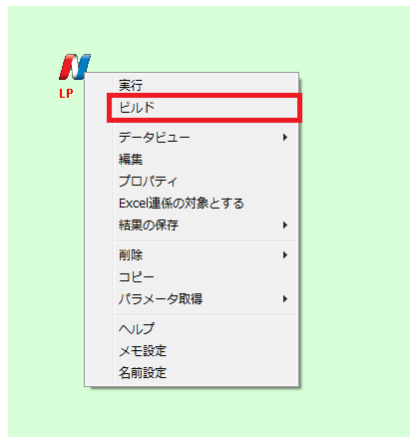 LP
実行
ビルド
データビュー
編集
プロパティ
Excel連係の対象とする
結果の保存
削除
コピー
パラメータ取得
ヘルプ
メモ設定
名前設定